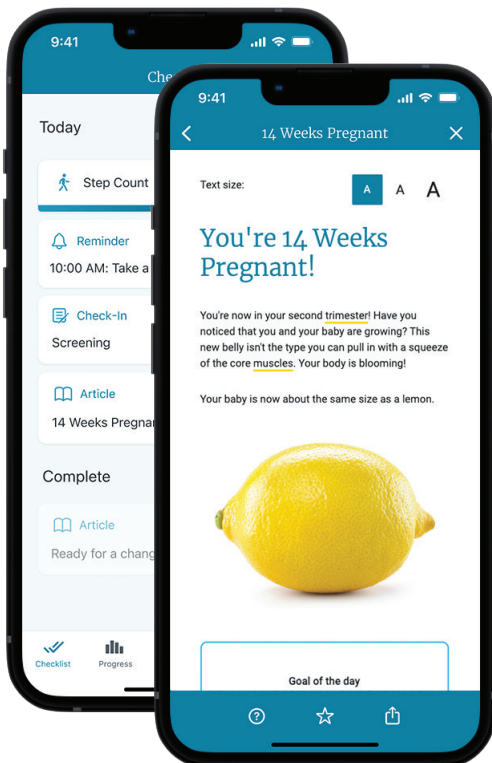 9:41
Today
Step Count
Reminder
10:00 AM: Take a
Check-In
Screening
Article
14 Weeks
Complete
Article
Ready for a
Checklist
Progress
9:41
14 Weeks Pregnant
Text size:
A A A
You're 14 Weeks
Pregnant!
You're now in your second trimester! Have you
noticed that you and your baby are growing? This
new belly isn't the type you can pull in with a squeeze
of the core muscles. Your body is blooming!
Your baby is now about the same size as a lemon.
Goal of the day